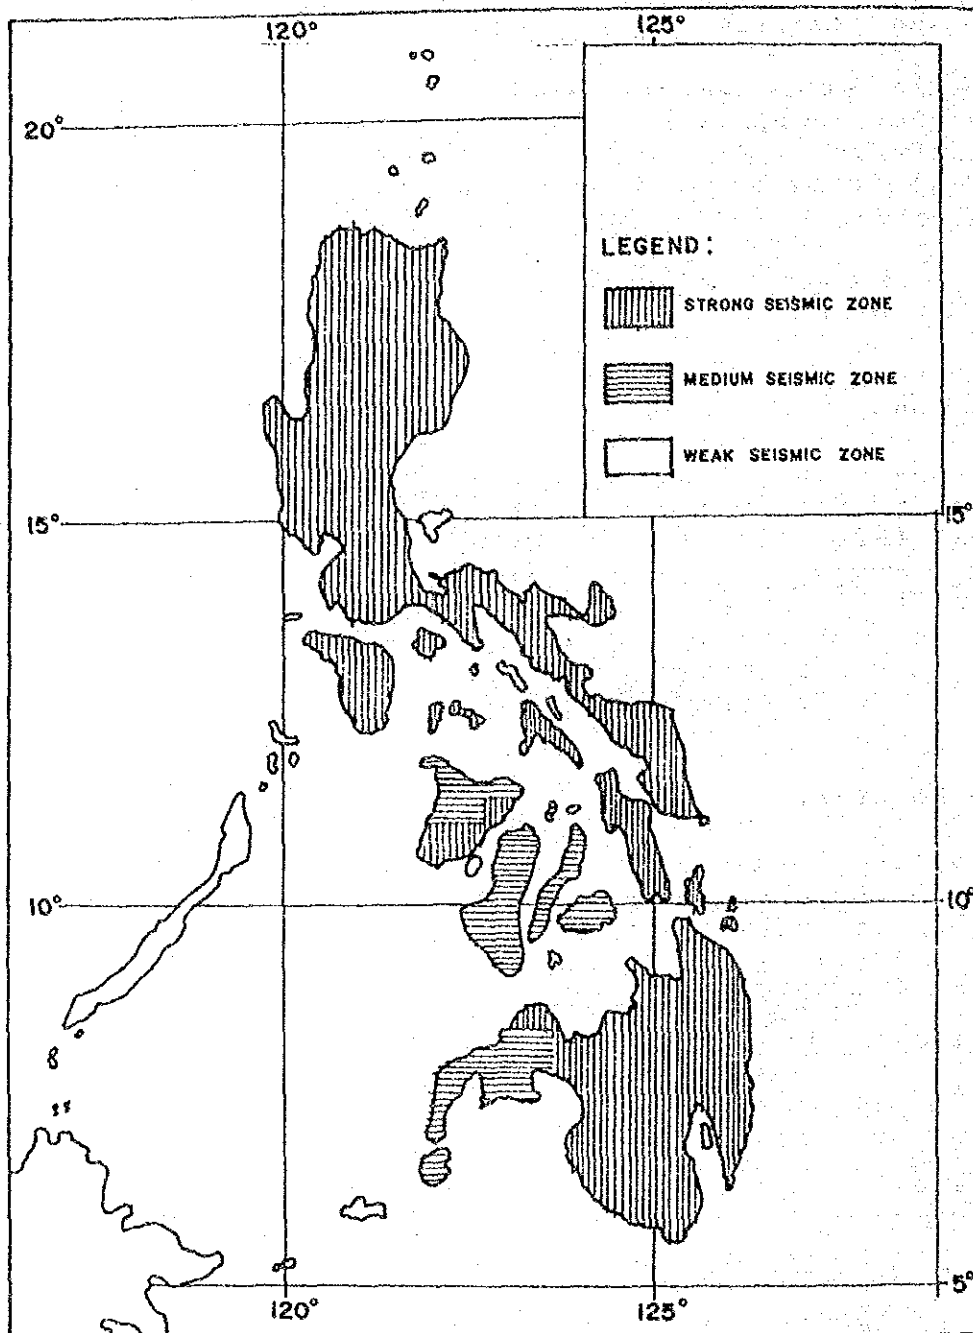 120° 125°
20°
LEGEND:
STRONG SEISMIC ZONE
MEDIUM SEISMIC ZONE
WEAK SEISMIC ZONE
15° 15°
10° 10°
5°
120° 125°